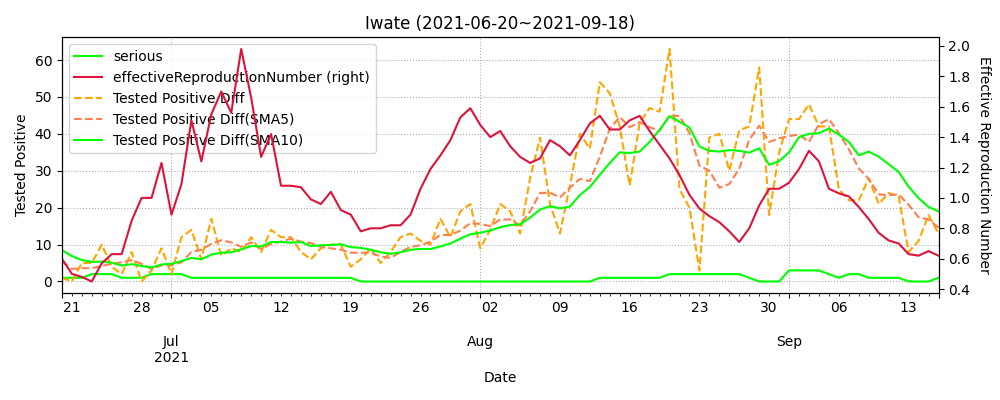 Iwate (2021-06-20~2021-09-18)
serious
effectiveReproductionNumber (right)
Tested Positive Diff
Tested Positive Diff(SMA5)
Tested Positive Diff(SMA10)
Tested Positive
60
50
40
30
20
10
0
2.0
1.8
1.6
1.4
1.2
1.0
0.8
0.6
0.4
Effective Reproduction Number
21 28 05 12 19 26 02 09 16 23 30 06 13
Jul Aug Sep
2021
Date